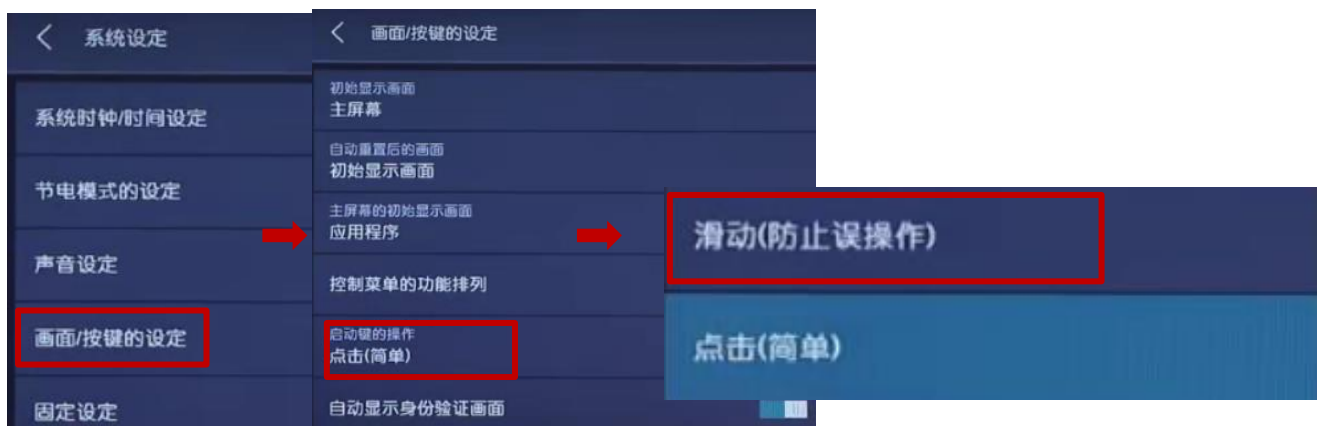 系统设定
系统时钟/时间设定
节电模式的设定
声音设定
画面/按键的设定
固定设定
画面/按键的设定
初始显示画面
主屏幕
自动重置后的画面
初始显示画面
主屏幕的初始显示画面
应用程序
控制菜单的功能排列
启动键的操作
点击(简单)
自动显示身份验证画面
滑动(防止误操作)
点击(简单)